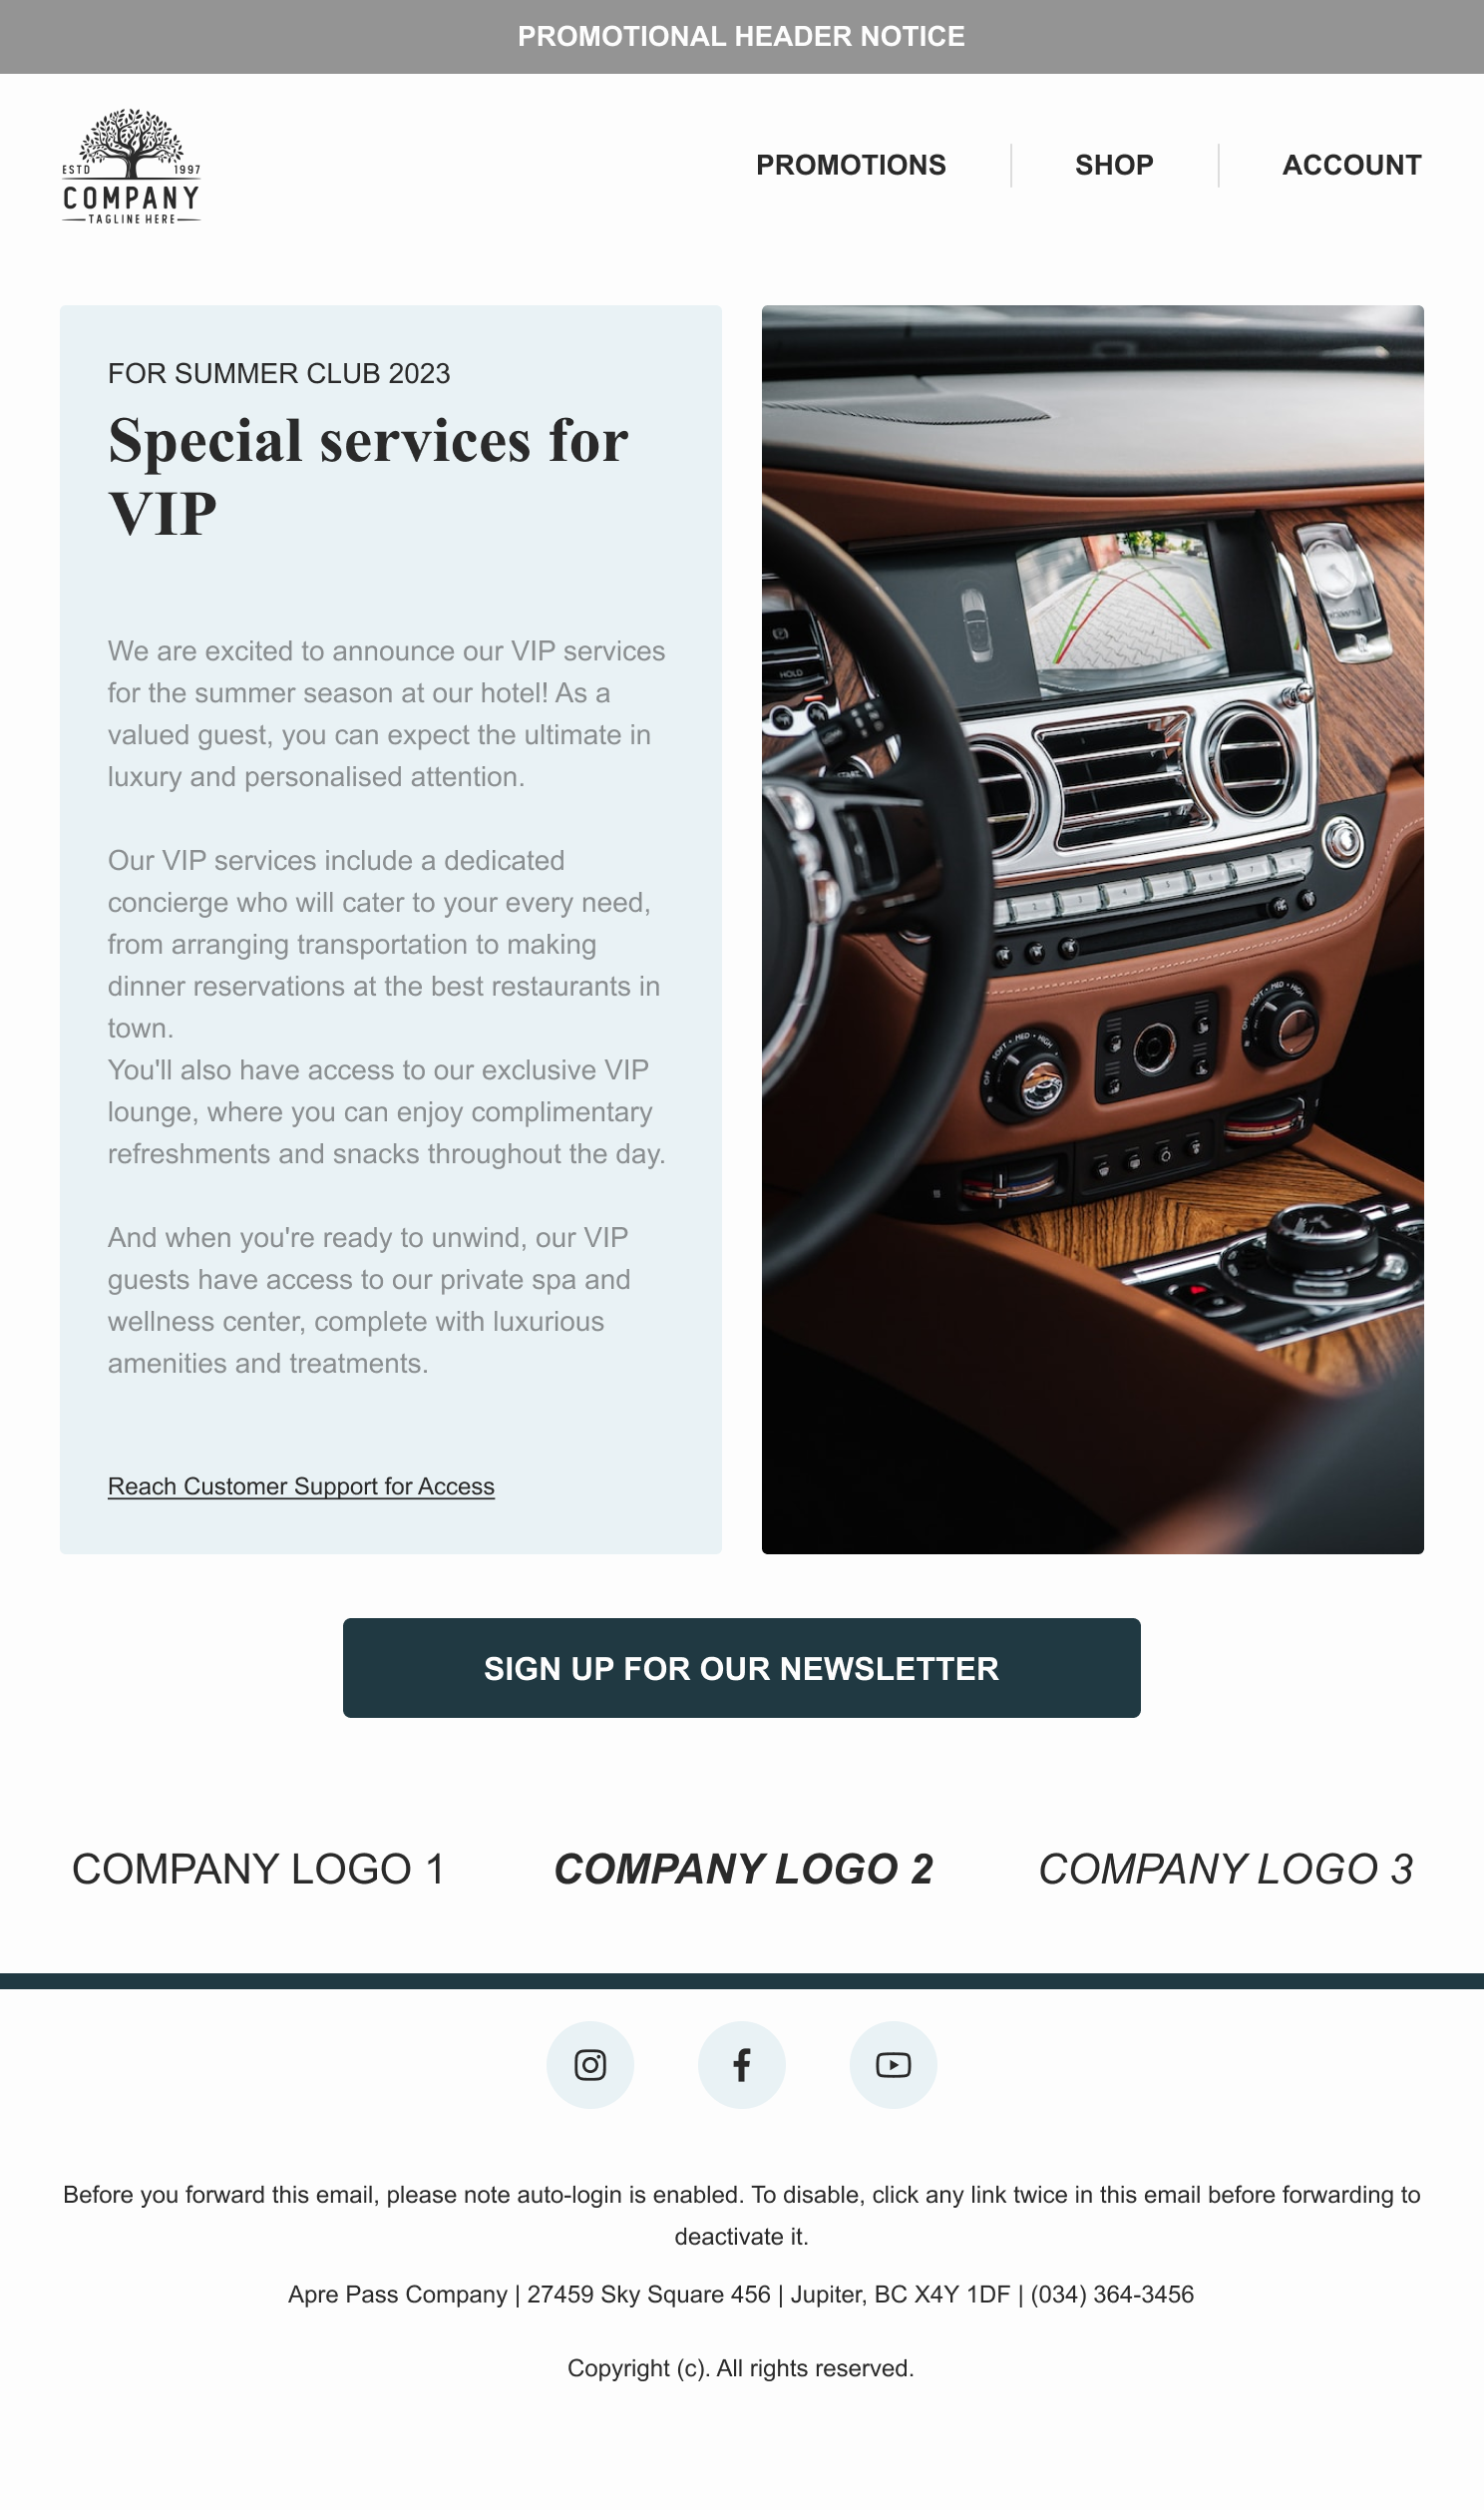 PROMOTIONAL HEADER NOTICE
ESTD 1997
COMPANY
TAGLINE HERE
PROMOTIONS
SHOP
ACCOUNT
FOR SUMMER CLUB 2023
Special services for
VIP
We are excited to announce our VIP services
for the summer season at our hotel! As a
valued guest, you can expect the ultimate in
luxury and personalised attention.
Our VIP services include a dedicated
concierge who will cater to your every need,
from arranging transportation to making
dinner reservations at the best restaurants in
town.
You'll also have access to our exclusive VIP
lounge, where you can enjoy complimentary
refreshments and snacks throughout the day.
And when you're ready to unwind, our VIP
guests have access to our private spa and
wellness center, complete with luxurious
amenities and treatments.
Reach Customer Support for Access
HOLD
OFF SOFT • MED • HIGH
OFF SOFT • MED • HIGH
SIGN UP FOR OUR NEWSLETTER
COMPANY LOGO 1
COMPANY LOGO 2
COMPANY LOGO 3
Before you forward this email, please note auto-login is enabled. To disable, click any link twice in this email before forwarding to
deactivate it.
Apre Pass Company | 27459 Sky Square 456 | Jupiter, BC X4Y 1DF | (034) 364-3456
Copyright (c). All rights reserved.